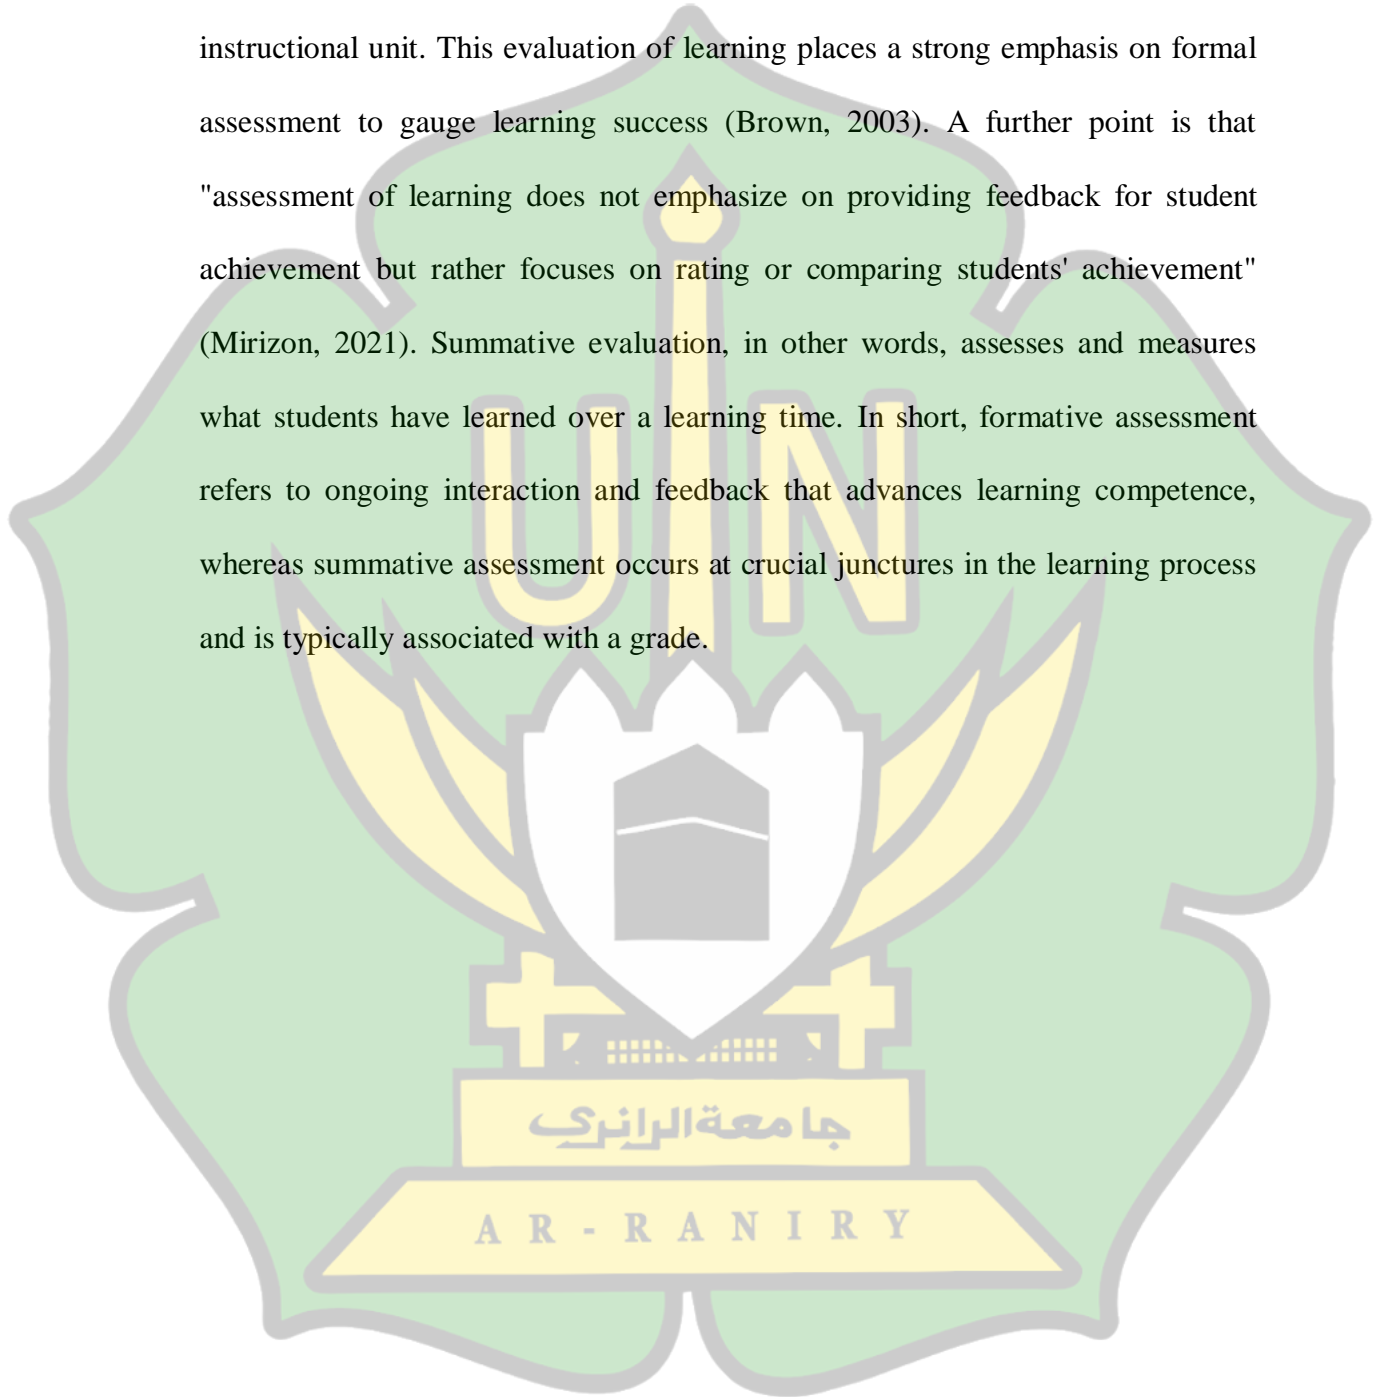 instructional unit. This evaluation of learning places a strong emphasis on formal
assessment to gauge learning success (Brown, 2003). A further point is that
"assessment of learning does not emphasize on providing feedback for student
achievement but rather focuses on rating or comparing students' achievement"
(Mirizon, 2021). Summative evaluation, in other words, assesses and measures
what students have learned over a learning time. In short, formative assessment
refers to ongoing interaction and feedback that advances learning competence,
whereas summative assessment occurs at crucial junctures in the learning process
and is typically associated with a grade.
UIN
جامعةالرانرى
AR-RANIRY